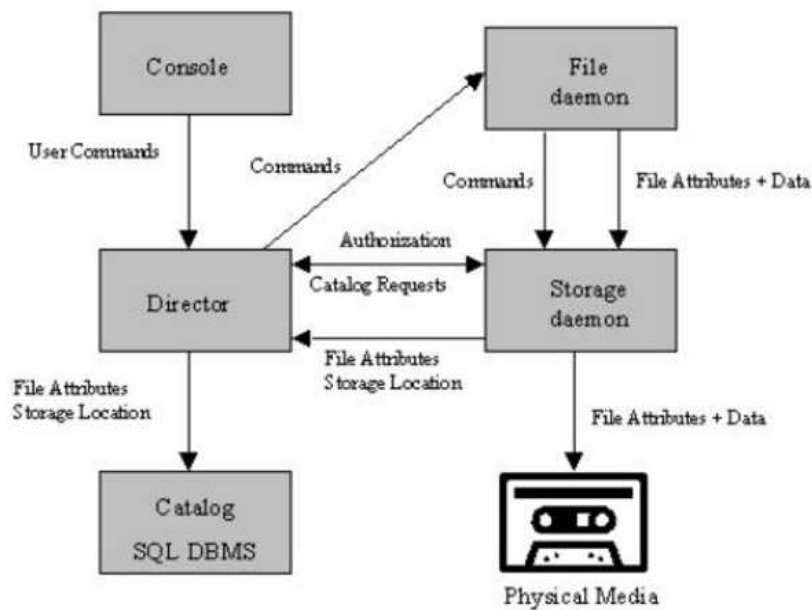 Console
File
daemon
User Commands
Commands
Commands
File Attributes + Data
Authorization
Director
Catalog Requests
Storage
daemon
File Attributes
Storage Location
File Attributes
Storage Location
File Attributes + Data
Catalog
SQL DBMS
Physical Media